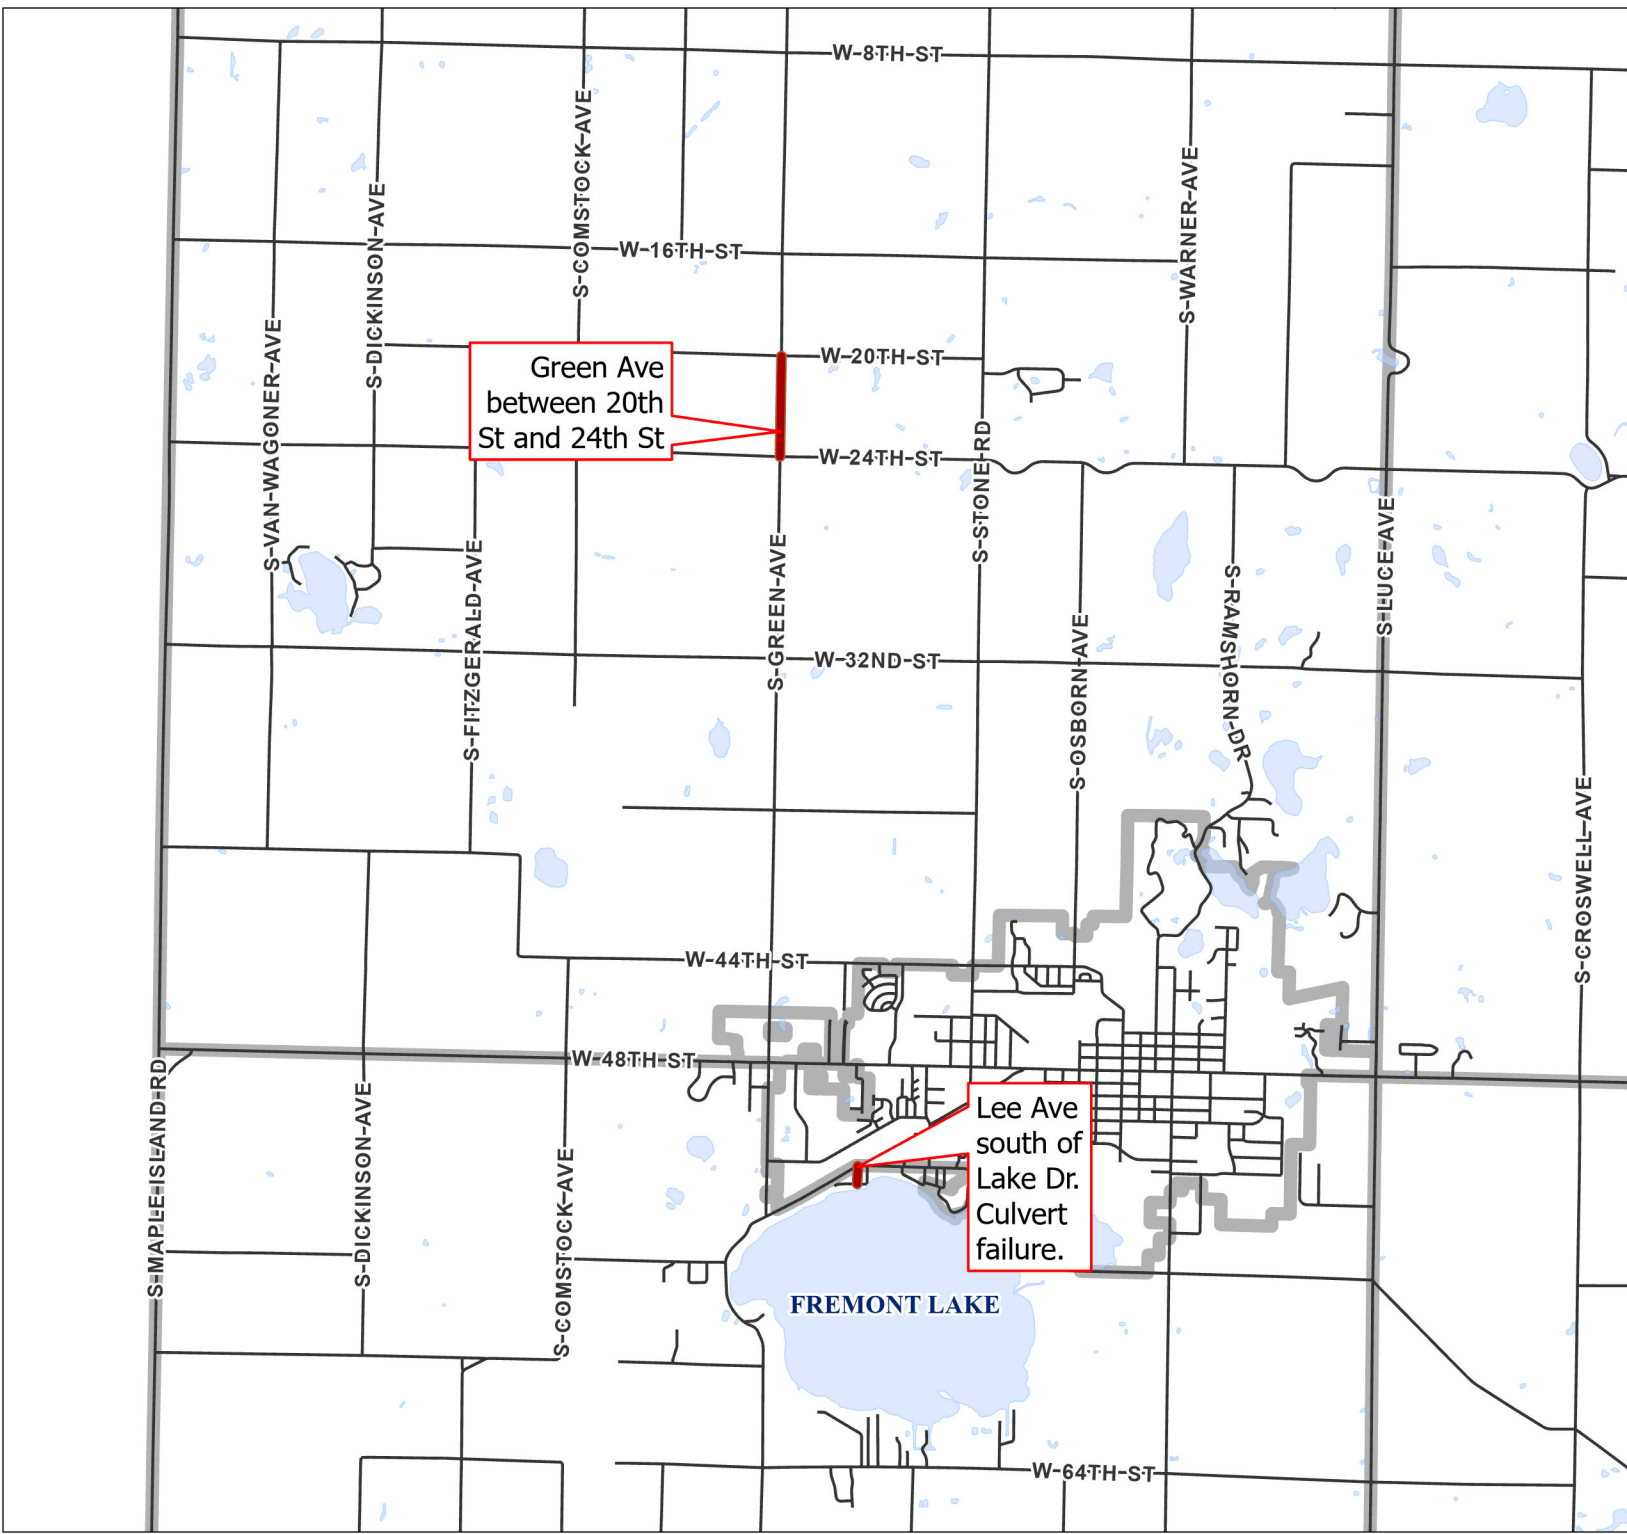 W-8TH-ST
S-COMSTOCK-AVE
S-WARNER-AVE
S-DICKINSON-AVE
W-16TH-ST
S-VAN-WAGONER-AVE
Green Ave
between 20th
St and 24th St
W-20TH-ST
W-24TH-ST
S-STONE-RD
S-LUCE-AVE
S-FITZGERALD-AVE
S-GREEN-AVE
S-RAMSHORN-DR
S-OSBORN-AVE
W-32ND-ST
S-CROSWELL-AVE
W-44TH-ST
W-48TH-ST
S-MAPLE-ISLAND-RD
S-DICKINSON-AVE
S-COMSTOCK-AVE
Lee Ave
south of
Lake Dr.
Culvert
failure.
FREMONT LAKE
W-64TH-ST